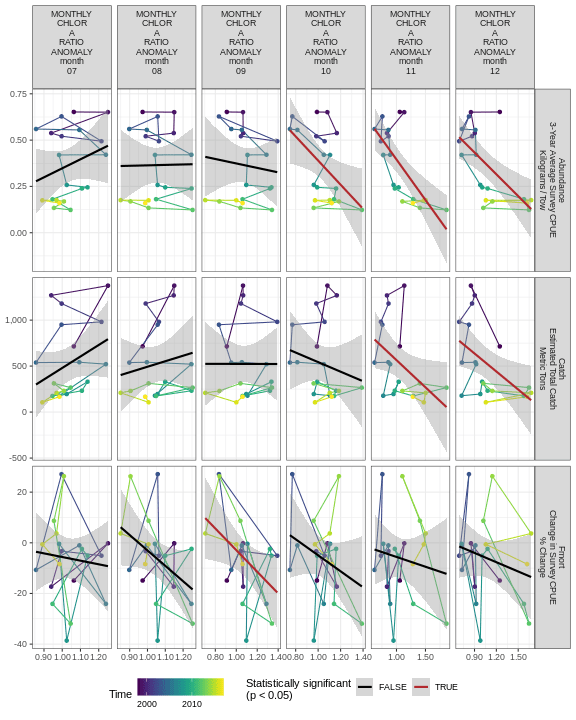 MONTHLY
CHLOR
A
RATIO
ANOMALY
month
07
MONTHLY
CHLOR
A
RATIO
ANOMALY
month
08
MONTHLY
CHLOR
A
RATIO
ANOMALY
month
09
MONTHLY
CHLOR
A
RATIO
ANOMALY
month
10
MONTHLY
CHLOR
A
RATIO
ANOMALY
month
11
MONTHLY
CHLOR
A
RATIO
ANOMALY
month
12
0.75
0.50
0.25
0.00
Abundance
3-Year Average Survey CPUE
Kilograms / Tow
1,000
500
0
-500
Catch
Estimated Total Catch
Metric Tons
20
0
-20
-40
Fmort
Change in Survey CPUE
% Change
0.90 1.00 1.10 1.20
0.90 1.00 1.10 1.20
0.80 1.00 1.20 1.40
0.80 1.00 1.20 1.40
1.00 1.50
0.90 1.20 1.50
Time
2000 2010
Statistically significant
(p < 0.05)
FALSE
TRUE